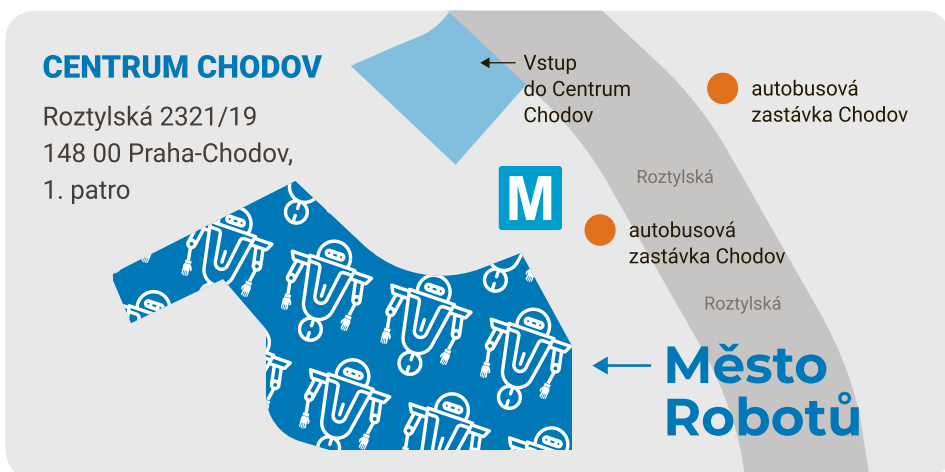 CENTRUM CHODOV
Roztylská 2321/19
148 00 Praha-Chodov,
1. patro
Vstup
do Centrum
Chodov
autobusová
zastávka Chodov
Roztylská
M
autobusová
zastávka Chodov
Roztylská
Město
Robotů